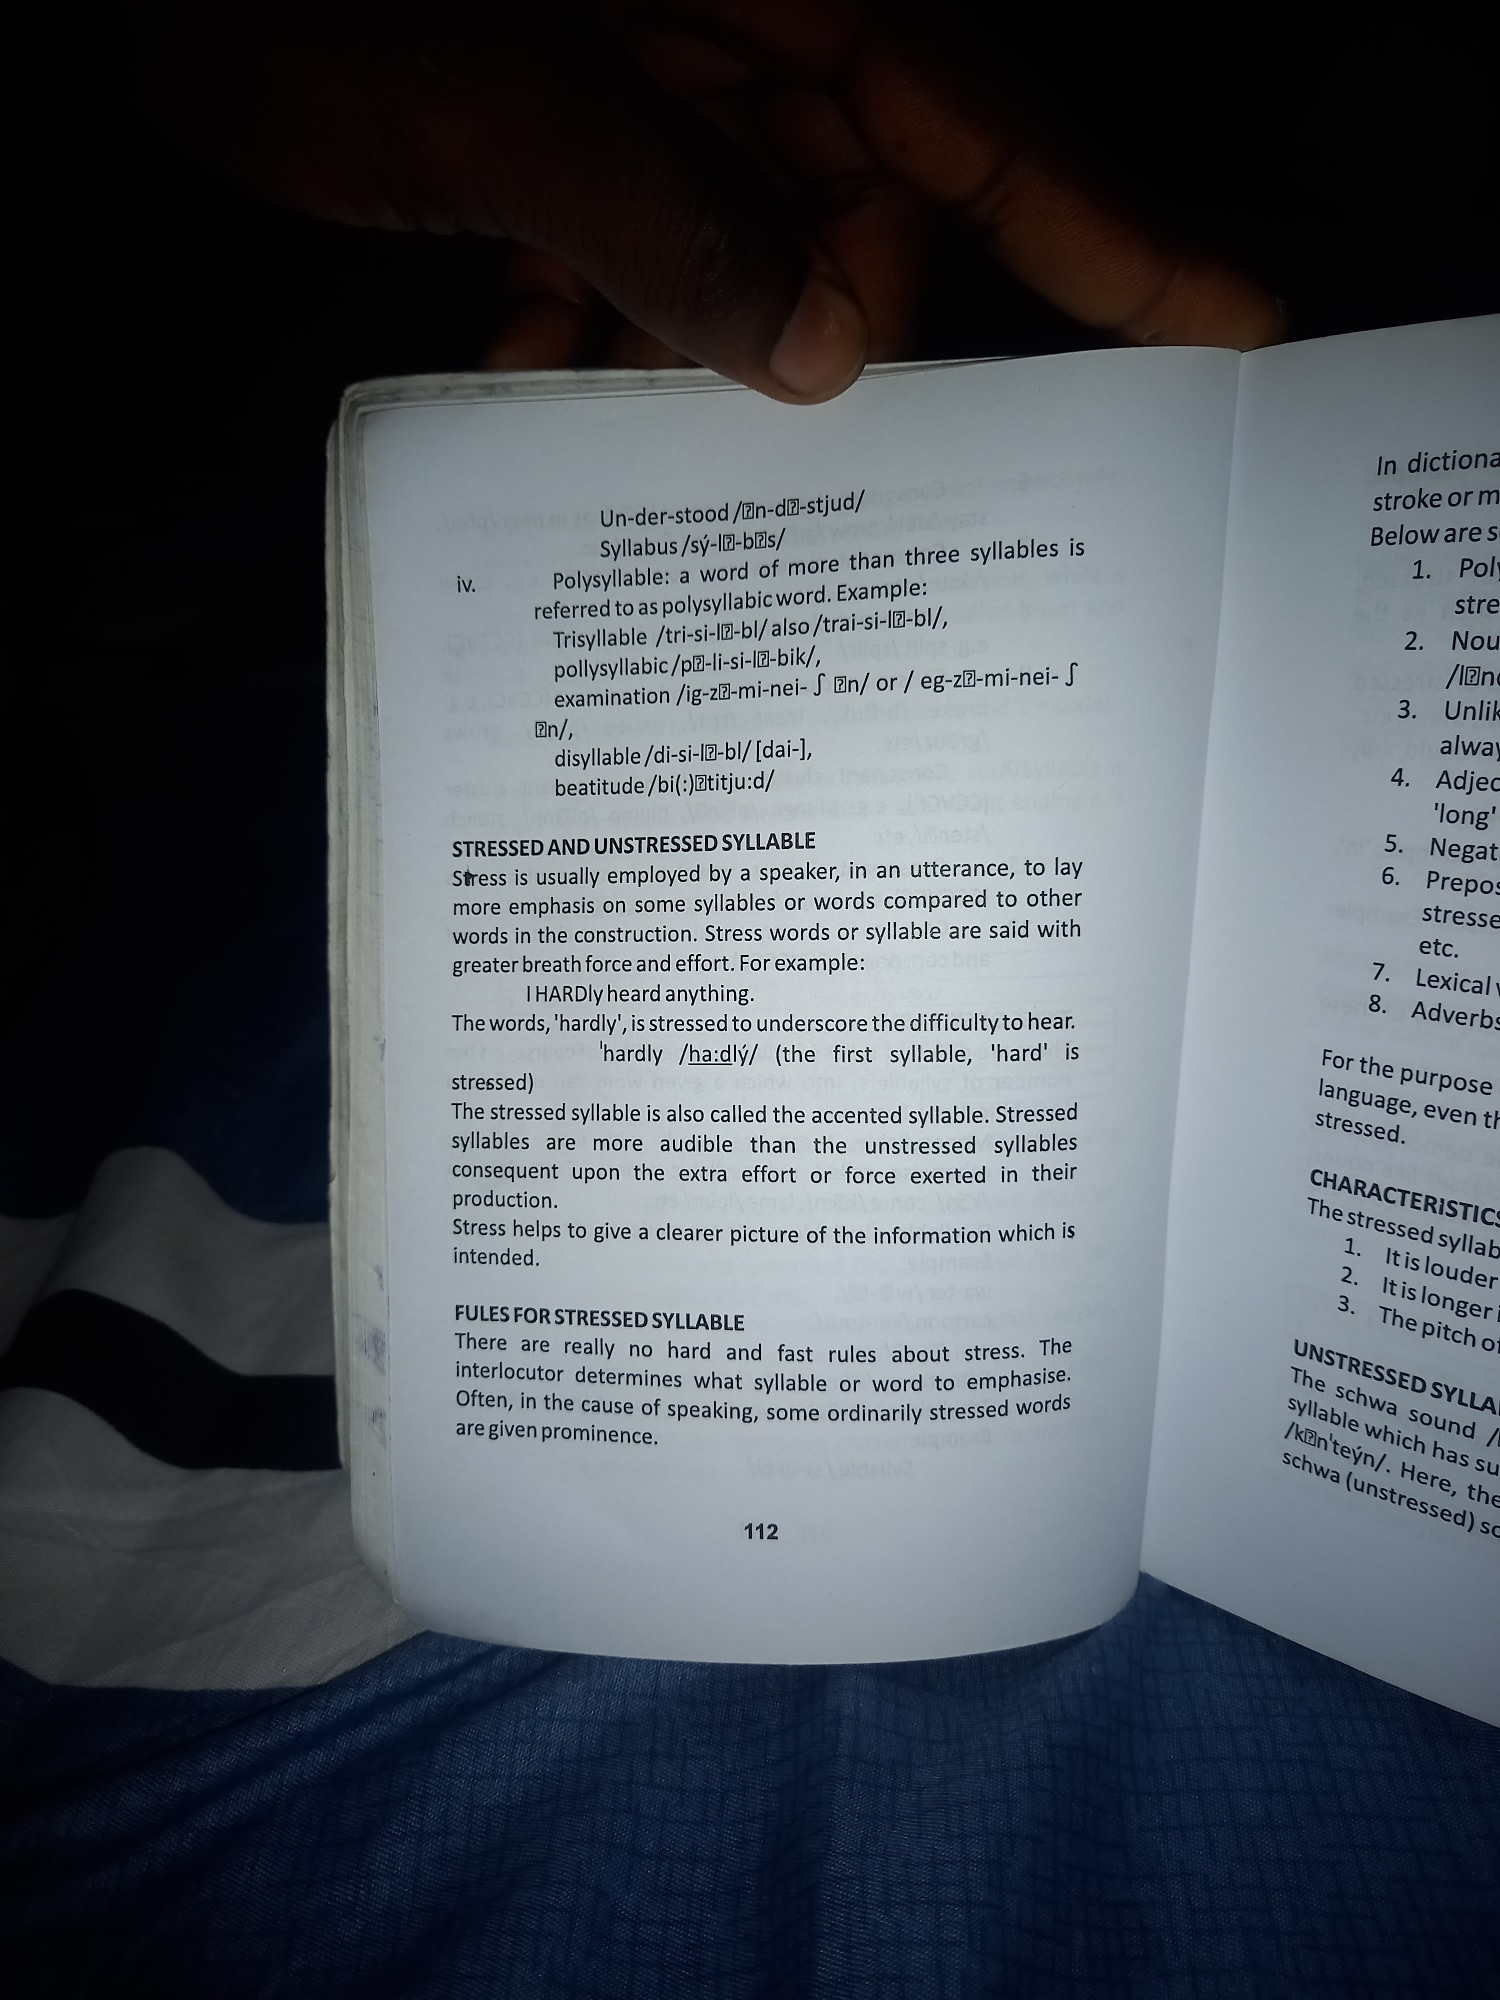 Un-der-stood /⍰n-d⍰-stjud/
Syllabus /sý-l⍰-b⍰s/
iv. Polysyllable: a word of more than three syllables is
referred to as polysyllabic word. Example:
Trisyllable /tri-si-l⍰-bl/ also /trai-si-l⍰-bl/,
pollysyllabic /p⍰-li-si-l⍰-bik/,
examination /ig-z⍰-mi-nei- ʃ ⍰n/ or / eg-z⍰-mi-nei- ʃ
⍰n/,
disyllable /di-si-l⍰-bl/ [dai-],
beatitude /bi(:)⍰titju:d/
STRESSED AND UNSTRESSED SYLLABLE
Stress is usually employed by a speaker, in an utterance, to lay
more emphasis on some syllables or words compared to other
words in the construction. Stress words or syllable are said with
greater breath force and effort. For example:
I HARDly heard anything.
The words, 'hardly', is stressed to underscore the difficulty to hear.
'hardly /ha:dlý/ (the first syllable, 'hard' is
stressed)
The stressed syllable is also called the accented syllable. Stressed
syllables are more audible than the unstressed syllables
consequent upon the extra effort or force exerted in their
production.
Stress helps to give a clearer picture of the information which is
intended.
FULES FOR STRESSED SYLLABLE
There are really no hard and fast rules about stress. The
interlocutor determines what syllable or word to emphasise.
Often, in the cause of speaking, some ordinarily stressed words
are given prominence.
112
In dictiona
stroke or m
Below are s
1. Poly
stre
2. Nou
/l⍰n
3. Unlik
alway
4. Adjec
'long'
5. Negat
6. Prepos
stresse
etc.
7. Lexical
8. Adverbs
For the purpose
language, even th
stressed.
CHARACTERISTICS
The stressed syllab
1. It is louder
2. It is longer
3. The pitch of
UNSTRESSED SYLLA
The schwa sound /
syllable which has su
/k⍰n'teýn/. Here, the
schwa (unstressed) so